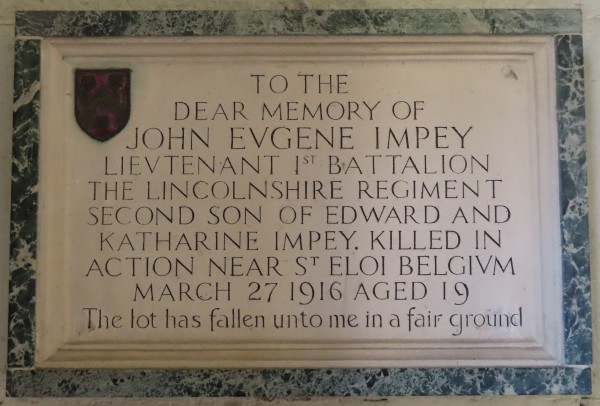 TO THE
DEAR MEMORY OF
JOHN EVGENE IMPEY
LIEVTENANT 1ST BATTALION
THE LINCOLNSHIRE REGIMENT
SECOND SON OF EDWARD AND
KATHARINE IMPEY. KILLED IN
ACTION NEAR ST ELOI BELGIVM
MARCH 27 1916 AGED 19
The lot has fallen unto me in a fair ground